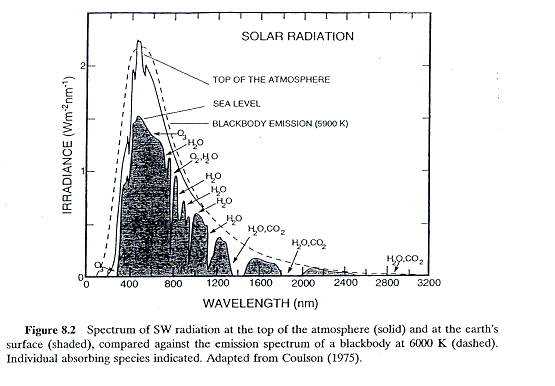 SOLAR RADIATION
TOP OF THE ATMOSPHERE
SEA LEVEL
BLACKBODY EMISSION (5900 K)
O3
H2O
O2,H2O
H2O
H2O
H2O
H2O
H2O,CO2
H2O,CO2
H2O,CO2
O3
2
1
0
IRRADIANCE (Wm-2nm-1)
0 400 800 1200 1600 2000 2400 2800 3200
WAVELENGTH (nm)
Figure 8.2 Spectrum of SW radiation at the top of the atmosphere (solid) and at the earth's
surface (shaded), compared against the emission spectrum of a blackbody at 6000 K (dashed).
Individual absorbing species indicated. Adapted from Coulson (1975).